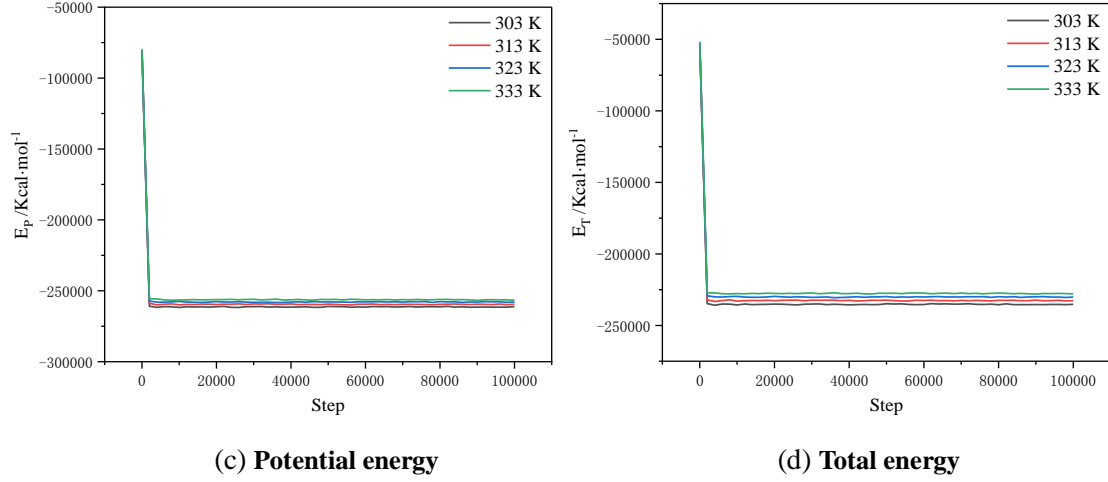 −50000
−100000
−150000
−200000
−250000
−300000
E_P /Kcal·mol⁻¹
303 K
313 K
323 K
333 K
0 20000 40000 60000 80000 100000
Step
(c) Potential energy
−50000
−100000
−150000
−200000
−250000
E_T /Kcal·mol⁻¹
303 K
313 K
323 K
333 K
0 20000 40000 60000 80000 100000
Step
(d) Total energy